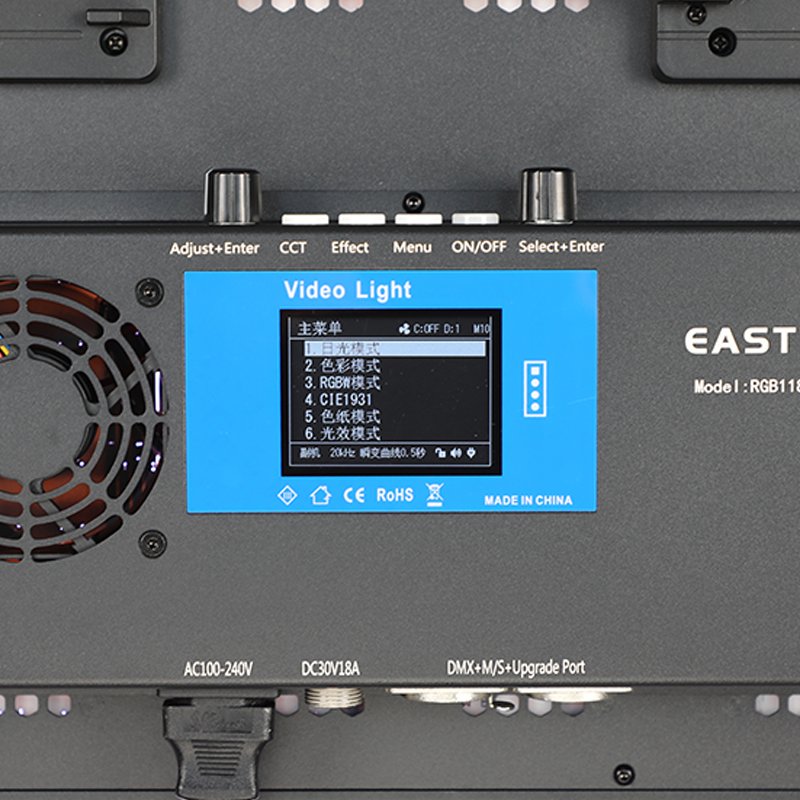 Adjust+Enter CCT Effect Menu ON/OFF Select+Enter
Video Light
主菜单 C:OFF D:1 M10
1.日光模式
2.色彩模式
3.RGBW模式
4.CIE1931
5.色纸模式
6.光效模式
副机 20kHz 瞬变曲线0.5秒
CE RoHS
MADE IN CHINA
EAST
Model:RGB118
AC100-240V DC30V18A DMX+M/S+Upgrade Port